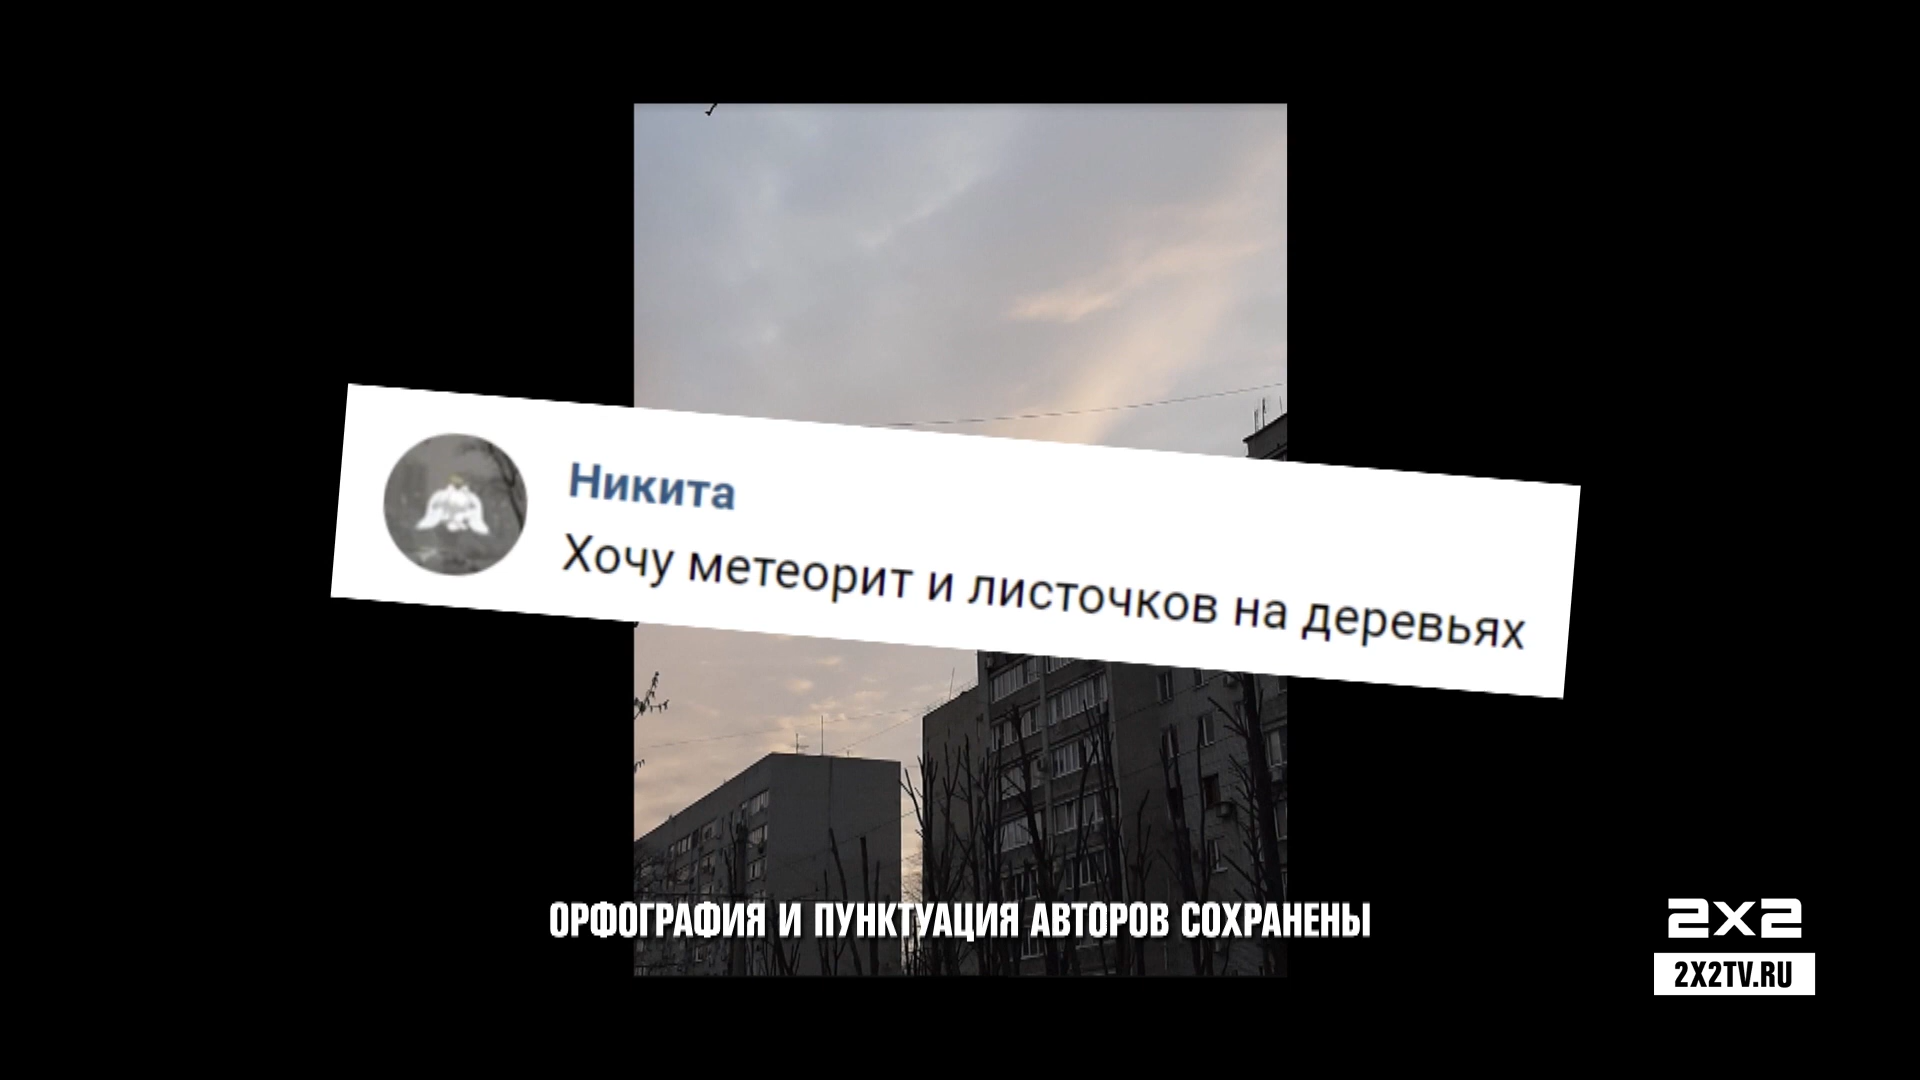 Никита
Хочу метеорит и листочков на деревьях
ОРФОГРАФИЯ И ПУНКТУАЦИЯ АВТОРОВ СОХРАНЕНЫ
2x2
2X2TV.RU